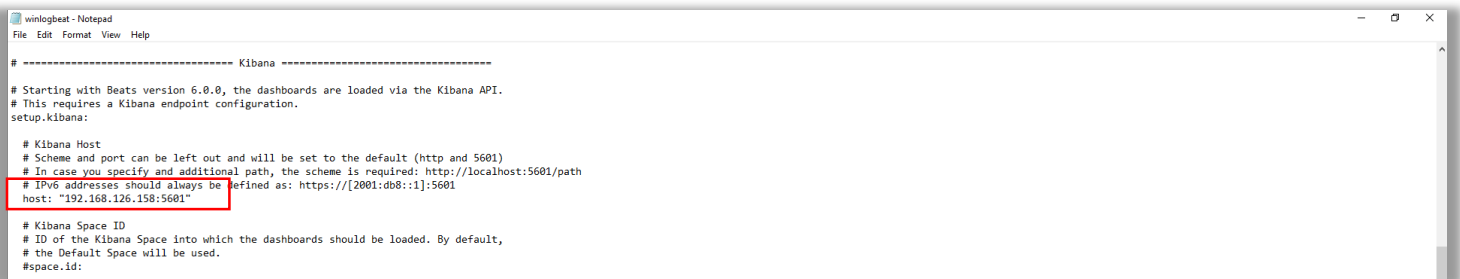 winlogbeat - Notepad
File Edit Format View Help
# =================================== Kibana ===================================
# Starting with Beats version 6.0.0, the dashboards are loaded via the Kibana API.
# This requires a Kibana endpoint configuration.
setup.kibana:
# Kibana Host
# Scheme and port can be left out and will be set to the default (http and 5601)
# In case you specify and additional path, the scheme is required: http://localhost:5601/path
# IPv6 addresses should always be defined as: https://[2001:db8::1]:5601
host: "192.168.126.158:5601"
# Kibana Space ID
# ID of the Kibana Space into which the dashboards should be loaded. By default,
# the Default Space will be used.
#space.id: